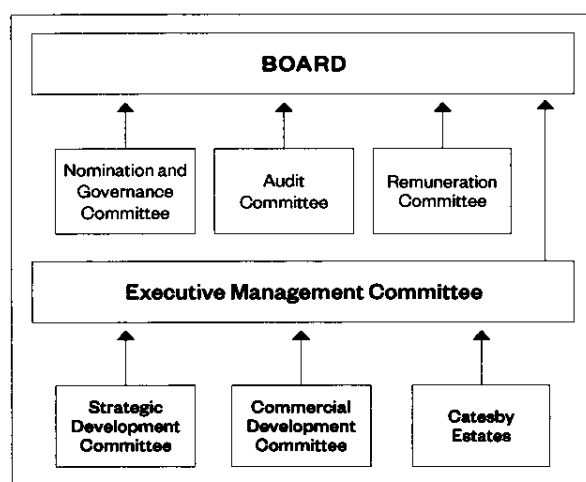 BOARD
Nomination and
Governance
Committee
Audit
Committee
Remuneration
Committee
Executive Management Committee
Strategic
Development
Committee
Commercial
Development
Committee
Catesby
Estates